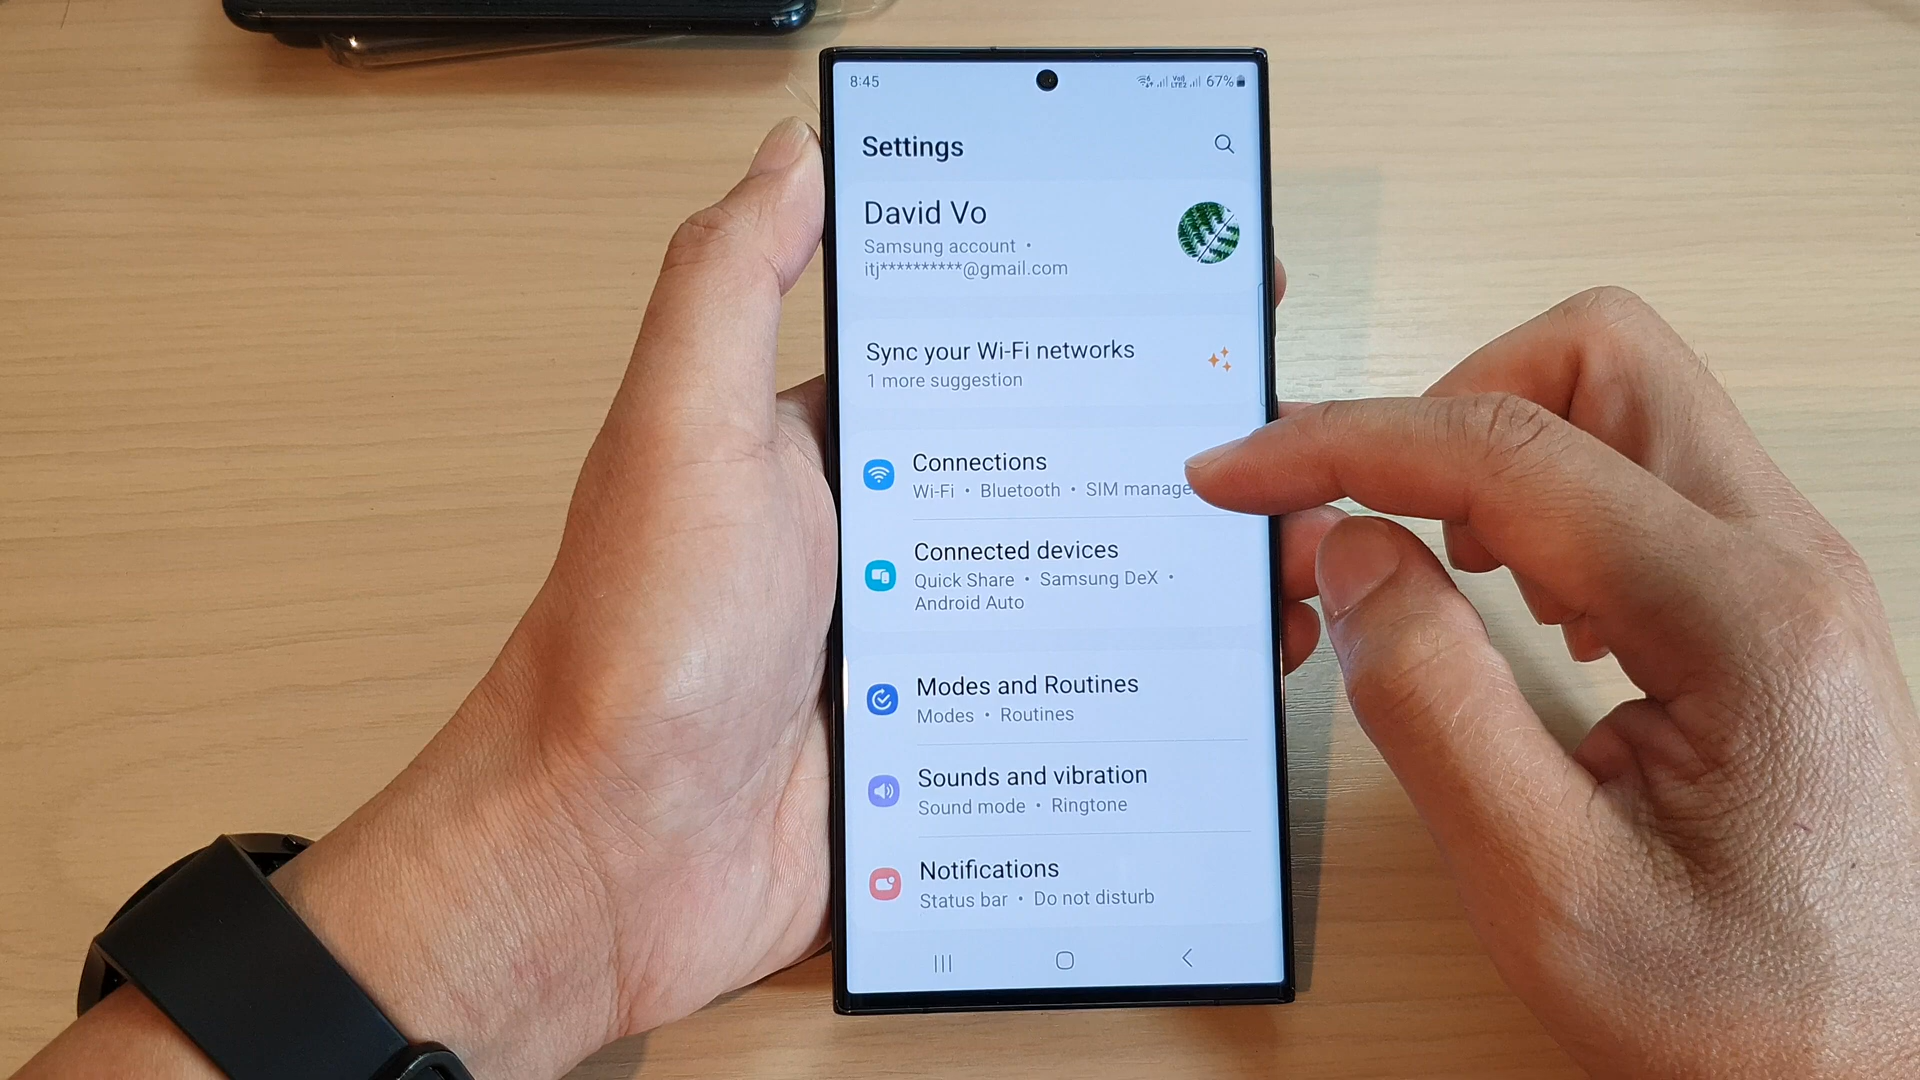 8:45
67%
Settings
David Vo
Samsung account •
itj**********@gmail.com
Sync your Wi-Fi networks
1 more suggestion
Connections
Wi-Fi • Bluetooth • SIM manage
Connected devices
Quick Share • Samsung DeX •
Android Auto
Modes and Routines
Modes • Routines
Sounds and vibration
Sound mode • Ringtone
Notifications
Status bar • Do not disturb